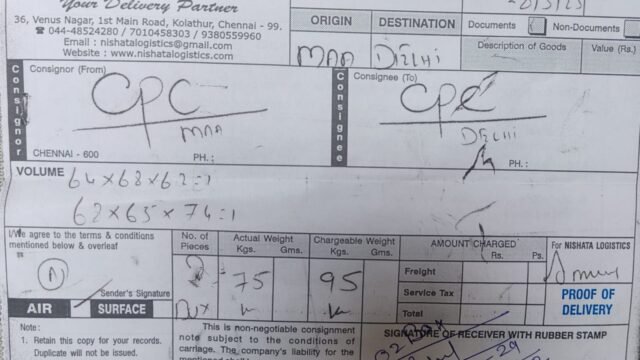 Your Delivery Partner
36, Venus Nagar, 1st Main Road, Kolathur, Chennai - 99.
☎ 044-48524280 / 7010458303 / 9380559960
Email : nishatalogistics@gmail.com
Website : www.nishatalogistics.com
ORIGIN DESTINATION Documents Non-Documents
MAA DELHI Description of Goods Value (Rs.)
Consignor Consignor (From) Consignee Consignee (To)
CPC CPC
MAA DELHI
CHENNAI - 600 PH. : PH. :
VOLUME
64x68x62=1
62x65x74=1
I/We agree to the terms & conditions mentioned below & overleaf
No. of Pieces Actual Weight Kgs. Gms. Chargeable Weight Kgs. Gms. AMOUNT CHARGED Rs. Ps. For NISHATA LOGISTICS
2 75 95 Freight
Sender's Signature Service Tax PROOF OF DELIVERY
AIR SURFACE Total
Note :
1. Retain this copy for your records. Duplicate will not be issued.
This is non-negotiable consignment note subject to the conditions of carriage. The company's liability for the
SIGNATURE OF RECEIVER WITH RUBBER STAMP